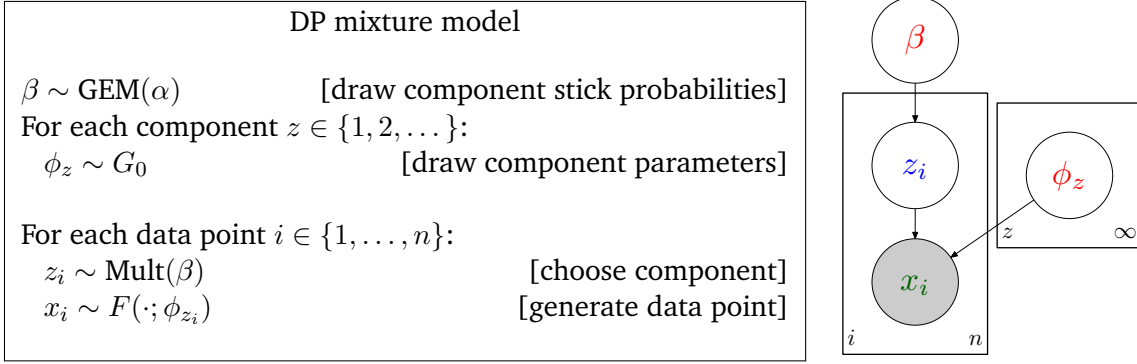 DP mixture model
β ∼ GEM(α) [draw component stick probabilities]
For each component z ∈ {1, 2, . . . }:
ϕ_z ∼ G_0 [draw component parameters]
For each data point i ∈ {1, . . . , n}:
z_i ∼ Mult(β) [choose component]
x_i ∼ F(·; ϕ_{z_i}) [generate data point]
β
z_i
ϕ_z
z ∞
x_i
i n